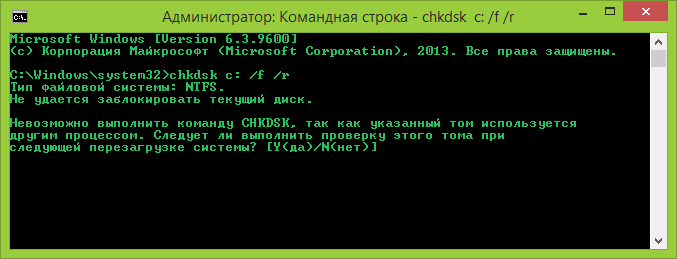 Администратор: Командная строка - chkdsk c: /f /r
Microsoft Windows [Version 6.3.9600]
(c) Корпорация Майкрософт (Microsoft Corporation), 2013. Все права защищены.
C:\Windows\system32>chkdsk c: /f /r
Тип файловой системы: NTFS.
Не удается заблокировать текущий диск.
Невозможно выполнить команду CHKDSK, так как указанный том используется
другим процессом. Следует ли выполнить проверку этого тома при
следующей перезагрузке системы? [Y(да)/N(нет)]